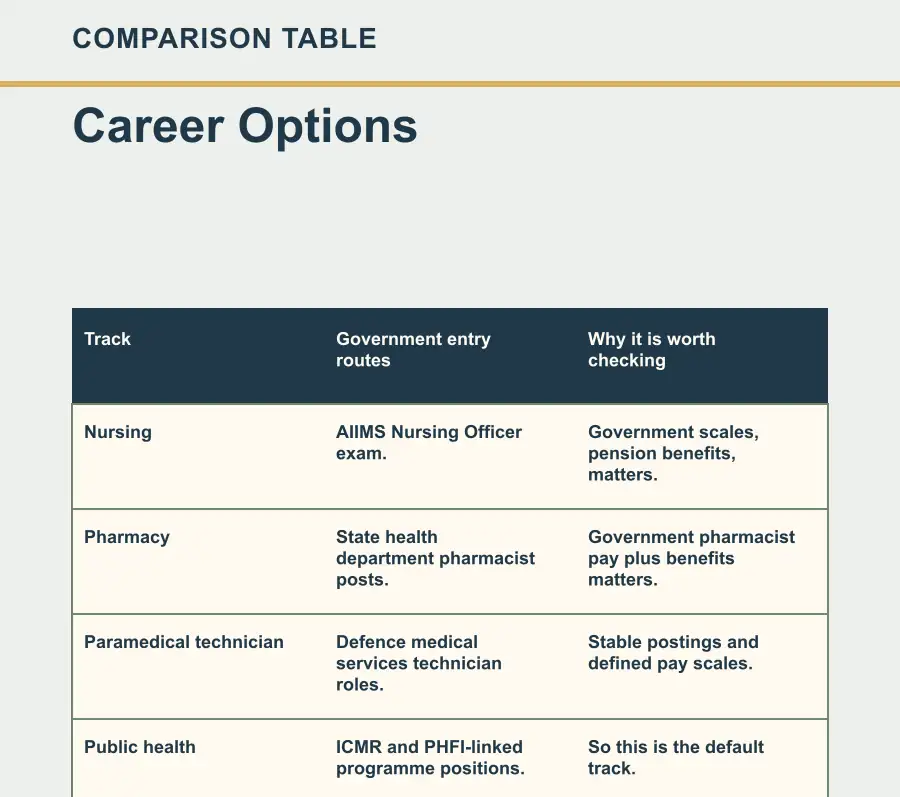 COMPARISON TABLE
Career Options
Track
Government entry
routes
Why it is worth
checking
Nursing
AIIMS Nursing Officer
exam.
Government scales,
pension benefits,
matters.
Pharmacy
State health
department pharmacist
posts.
Government pharmacist
pay plus benefits
matters.
Paramedical technician
Defence medical
services technician
roles.
Stable postings and
defined pay scales.
Public health
ICMR and PHFI-linked
programme positions.
So this is the default
track.